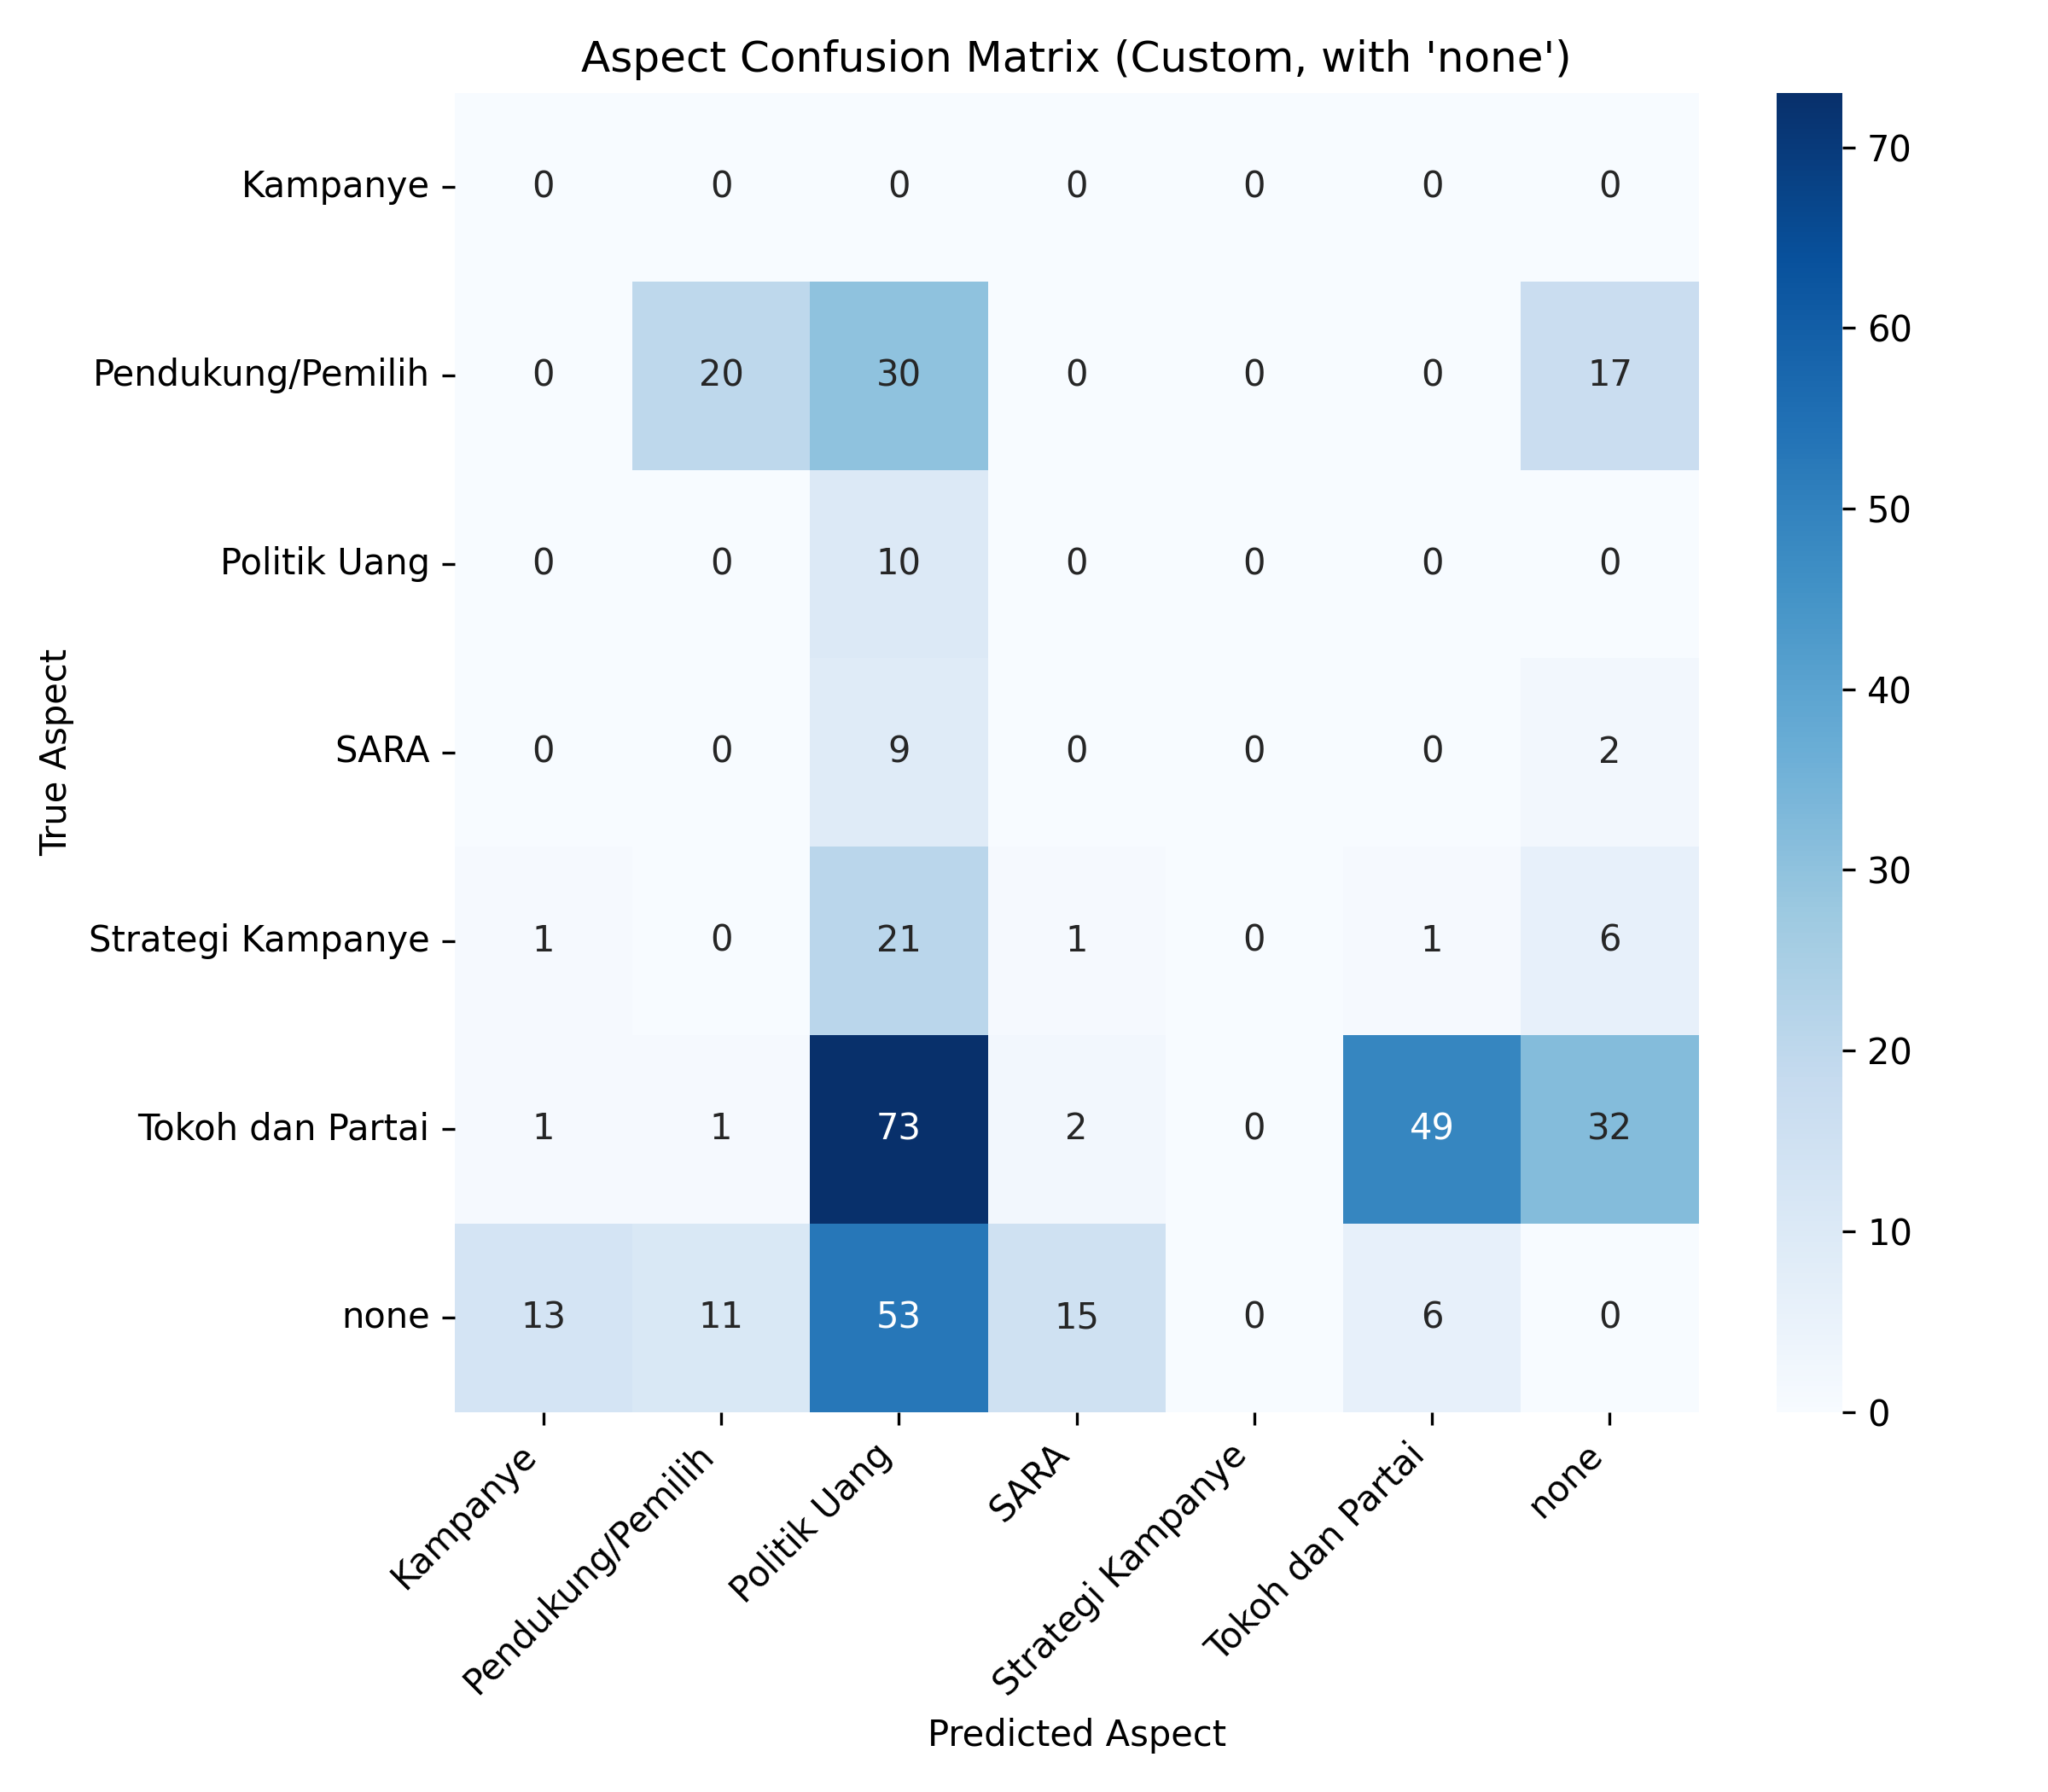 Aspect Confusion Matrix (Custom, with 'none')
True Aspect
Kampanye 0 0 0 0 0 0 0
Pendukung/Pemilih 0 20 30 0 0 0 17
Politik Uang 0 0 10 0 0 0 0
SARA 0 0 9 0 0 0 2
Strategi Kampanye 1 0 21 1 0 1 6
Tokoh dan Partai 1 1 73 2 0 49 32
none 13 11 53 15 0 6 0
Kampanye
Pendukung/Pemilih
Politik Uang
SARA
Strategi Kampanye
Tokoh dan Partai
none
Predicted Aspect
70
60
50
40
30
20
10
0